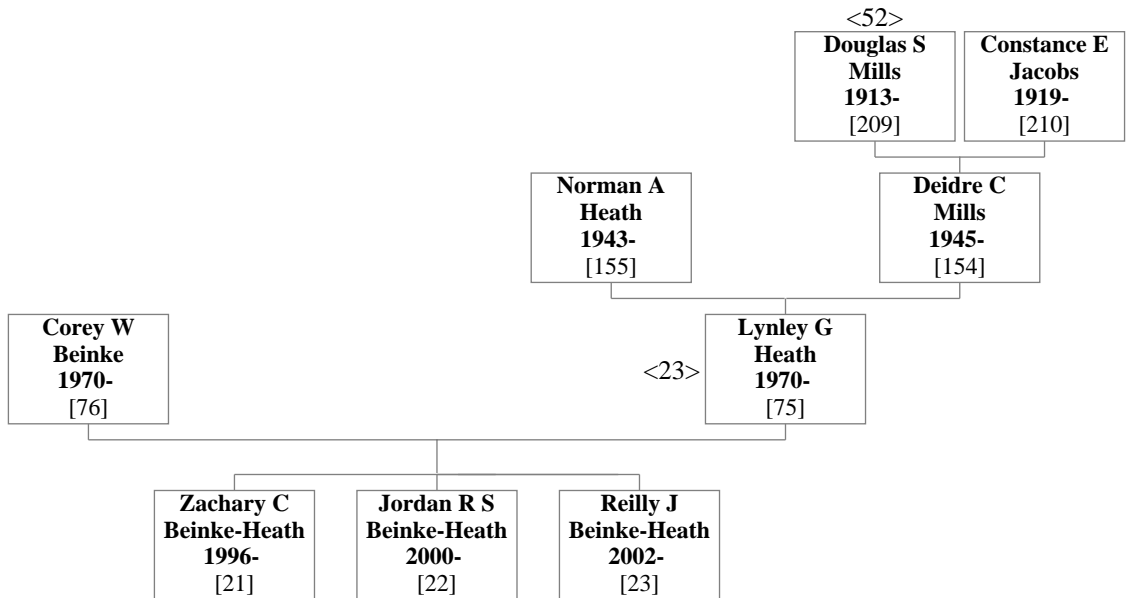 <52>
Douglas S
Mills
1913-
[209]
Constance E
Jacobs
1919-
[210]
Norman A
Heath
1943-
[155]
Deidre C
Mills
1945-
[154]
Corey W
Beinke
1970-
[76]
<23>
Lynley G
Heath
1970-
[75]
Zachary C
Beinke-Heath
1996-
[21]
Jordan R S
Beinke-Heath
2000-
[22]
Reilly J
Beinke-Heath
2002-
[23]